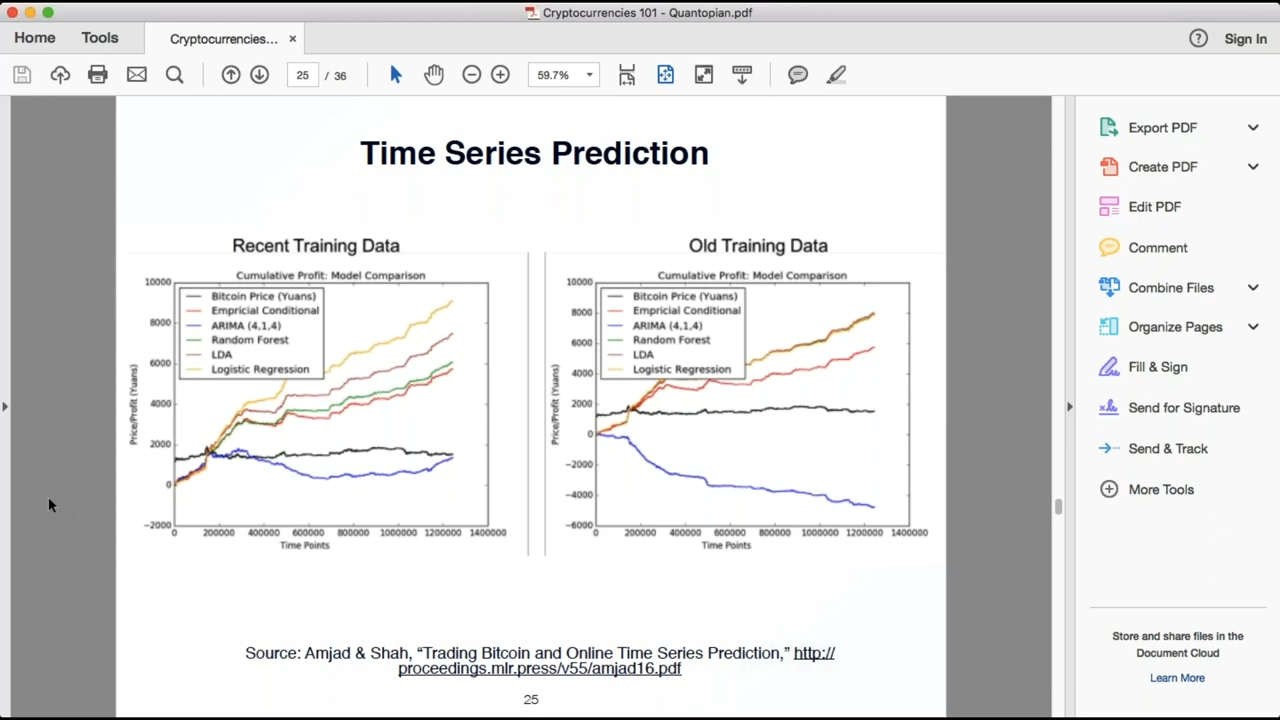 Cryptocurrencies 101 - Quantopian.pdf
Home
Tools
Cryptocurrencies... ×
? Sign In
25 / 36
59.7%
Time Series Prediction
Recent Training Data
Cumulative Profit: Model Comparison
10000
8000
6000
4000
2000
0
−2000
Price/Profit (Yuans)
Bitcoin Price (Yuans)
Empricial Conditional
ARIMA (4,1,4)
Random Forest
LDA
Logistic Regression
0 200000 400000 600000 800000 1000000 1200000 1400000
Time Points
Old Training Data
Cumulative Profit: Model Comparison
10000
8000
6000
4000
2000
0
−2000
−4000
−6000
Price/Profit (Yuans)
Bitcoin Price (Yuans)
Empricial Conditional
ARIMA (4,1,4)
Random Forest
LDA
Logistic Regression
0 200000 400000 600000 800000 1000000 1200000 1400000
Time Points
Source: Amjad & Shah, “Trading Bitcoin and Online Time Series Prediction,” http://
proceedings.mlr.press/v55/amjad16.pdf
25
Export PDF
Create PDF
Edit PDF
Comment
Combine Files
Organize Pages
Fill & Sign
Send for Signature
Send & Track
More Tools
Store and share files in the
Document Cloud
Learn More